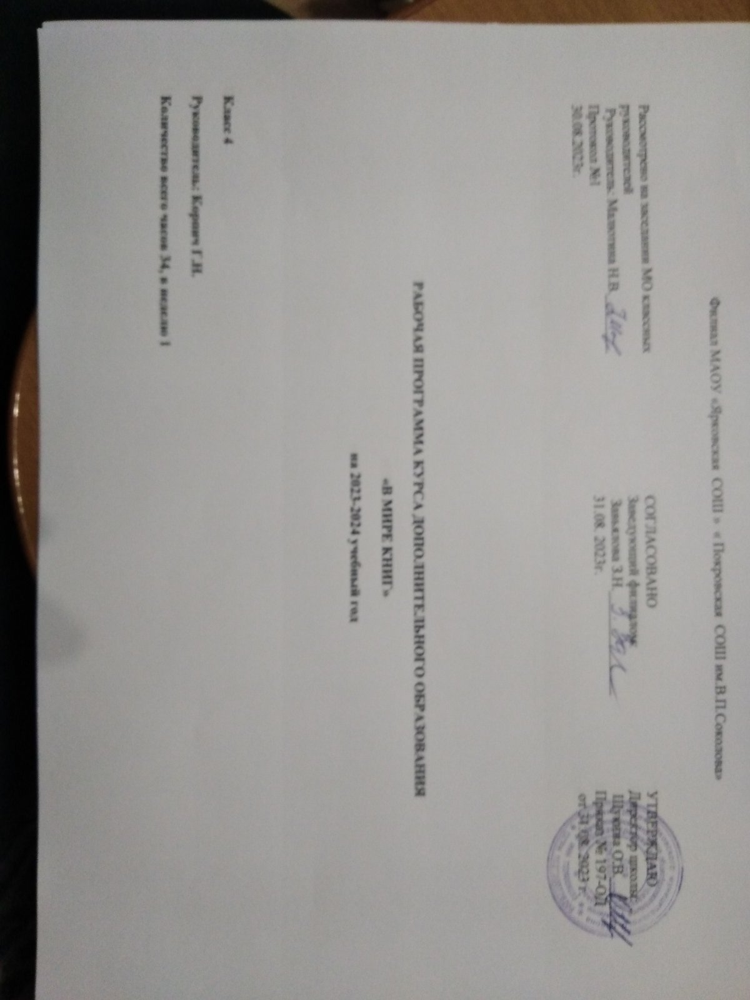 Филиал МАОУ «Ярковская СОШ» «Покровская СОШ им.В.П.Соколова»
Рассмотрено на заседании МО классных
руководителей
Руководитель: Малютина Н.В.
Протокол №1
30.08.2023г.
СОГЛАСОВАНО
Заведующий филиалом
Завьялова З.Н.
31.08. 2023г.
УТВЕРЖДАЮ
Директор школы:
Щукина О.В.
Приказ № 197-ОД
от 31.08. 2023 г.
РАБОЧАЯ ПРОГРАММА КУРСА ДОПОЛНИТЕЛЬНОГО ОБРАЗОВАНИЯ
«В МИРЕ КНИГ»
на 2023-2024 учебный год
Класс 4
Руководитель: Корпич Г.Н.
Количество всего часов 34, в неделю 1